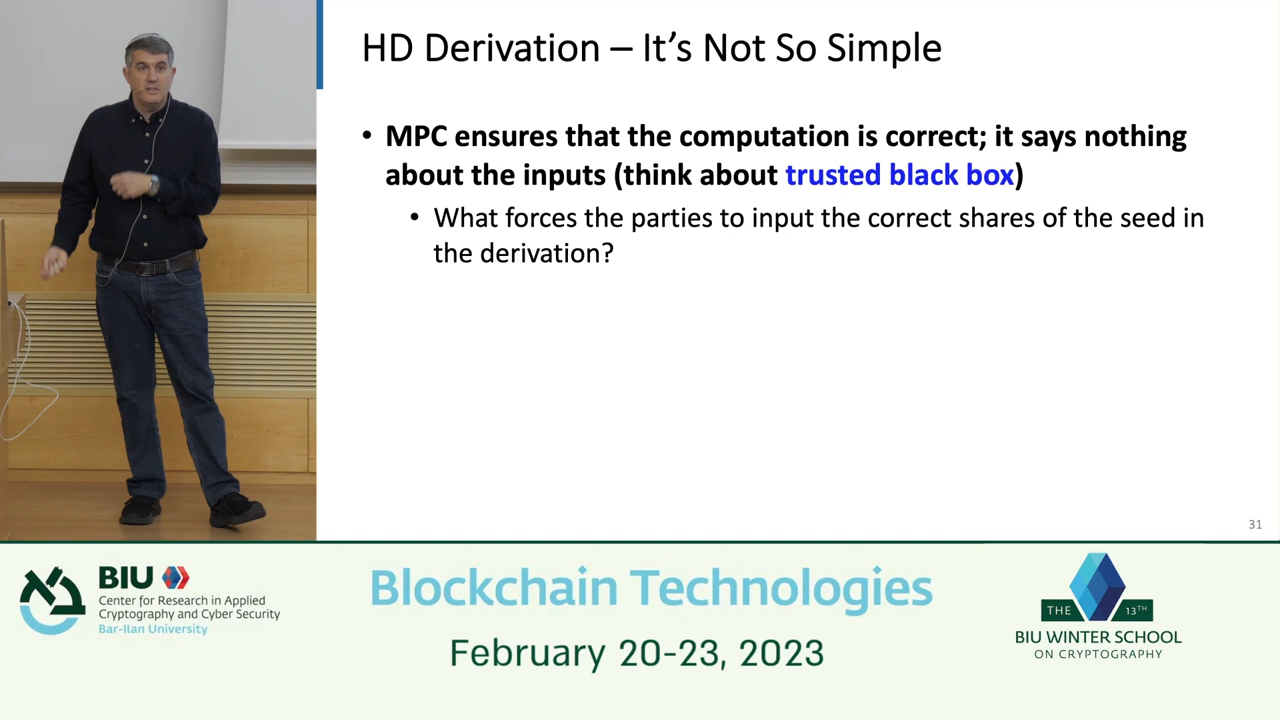 HD Derivation – It's Not So Simple
• MPC ensures that the computation is correct; it says nothing
about the inputs (think about trusted black box)
• What forces the parties to input the correct shares of the seed in
the derivation?
31
BIU
Center for Research in Applied
Cryptography and Cyber Security
Bar-Ilan University
Blockchain Technologies
February 20-23, 2023
THE 13TH
BIU WINTER SCHOOL
ON CRYPTOGRAPHY